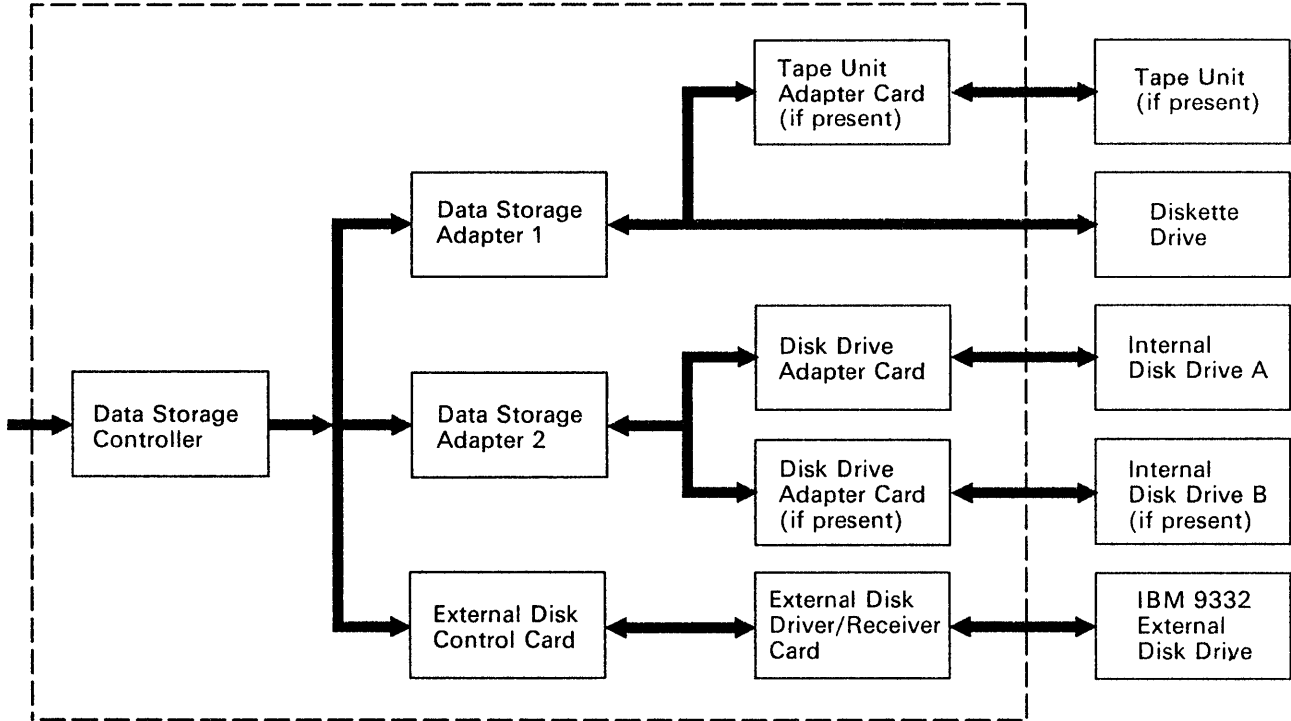 Tape Unit
Adapter Card
(if present)
Tape Unit
(if present)
Data Storage
Adapter 1
Diskette
Drive
Disk Drive
Adapter Card
Internal
Disk Drive A
Data Storage
Controller
Data Storage
Adapter 2
Disk Drive
Adapter Card
(if present)
Internal
Disk Drive B
(if present)
External Disk
Control Card
External Disk
Driver/Receiver
Card
IBM 9332
External
Disk Drive